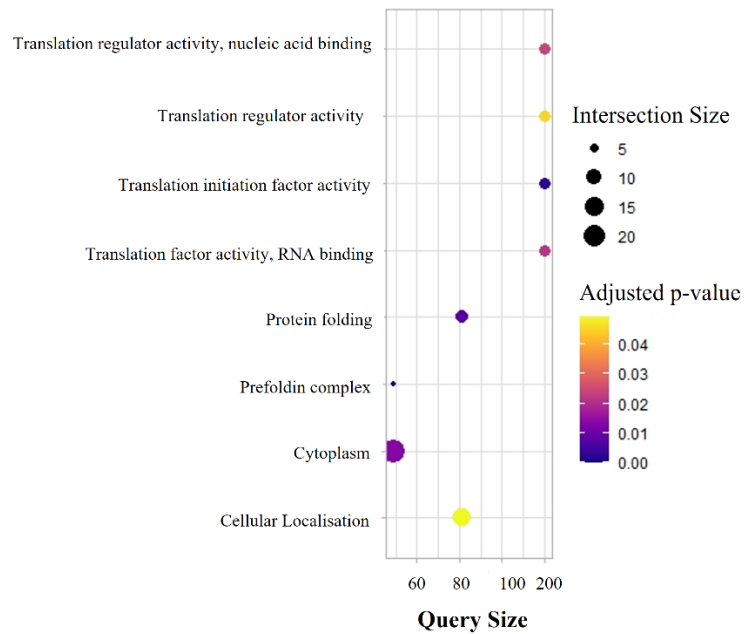 Translation regulator activity, nucleic acid binding
Translation regulator activity
Translation initiation factor activity
Translation factor activity, RNA binding
Protein folding
Prefoldin complex
Cytoplasm
Cellular Localisation
60 80 100 200
Query Size
Intersection Size
5
10
15
20
Adjusted p-value
0.04
0.03
0.02
0.01
0.00